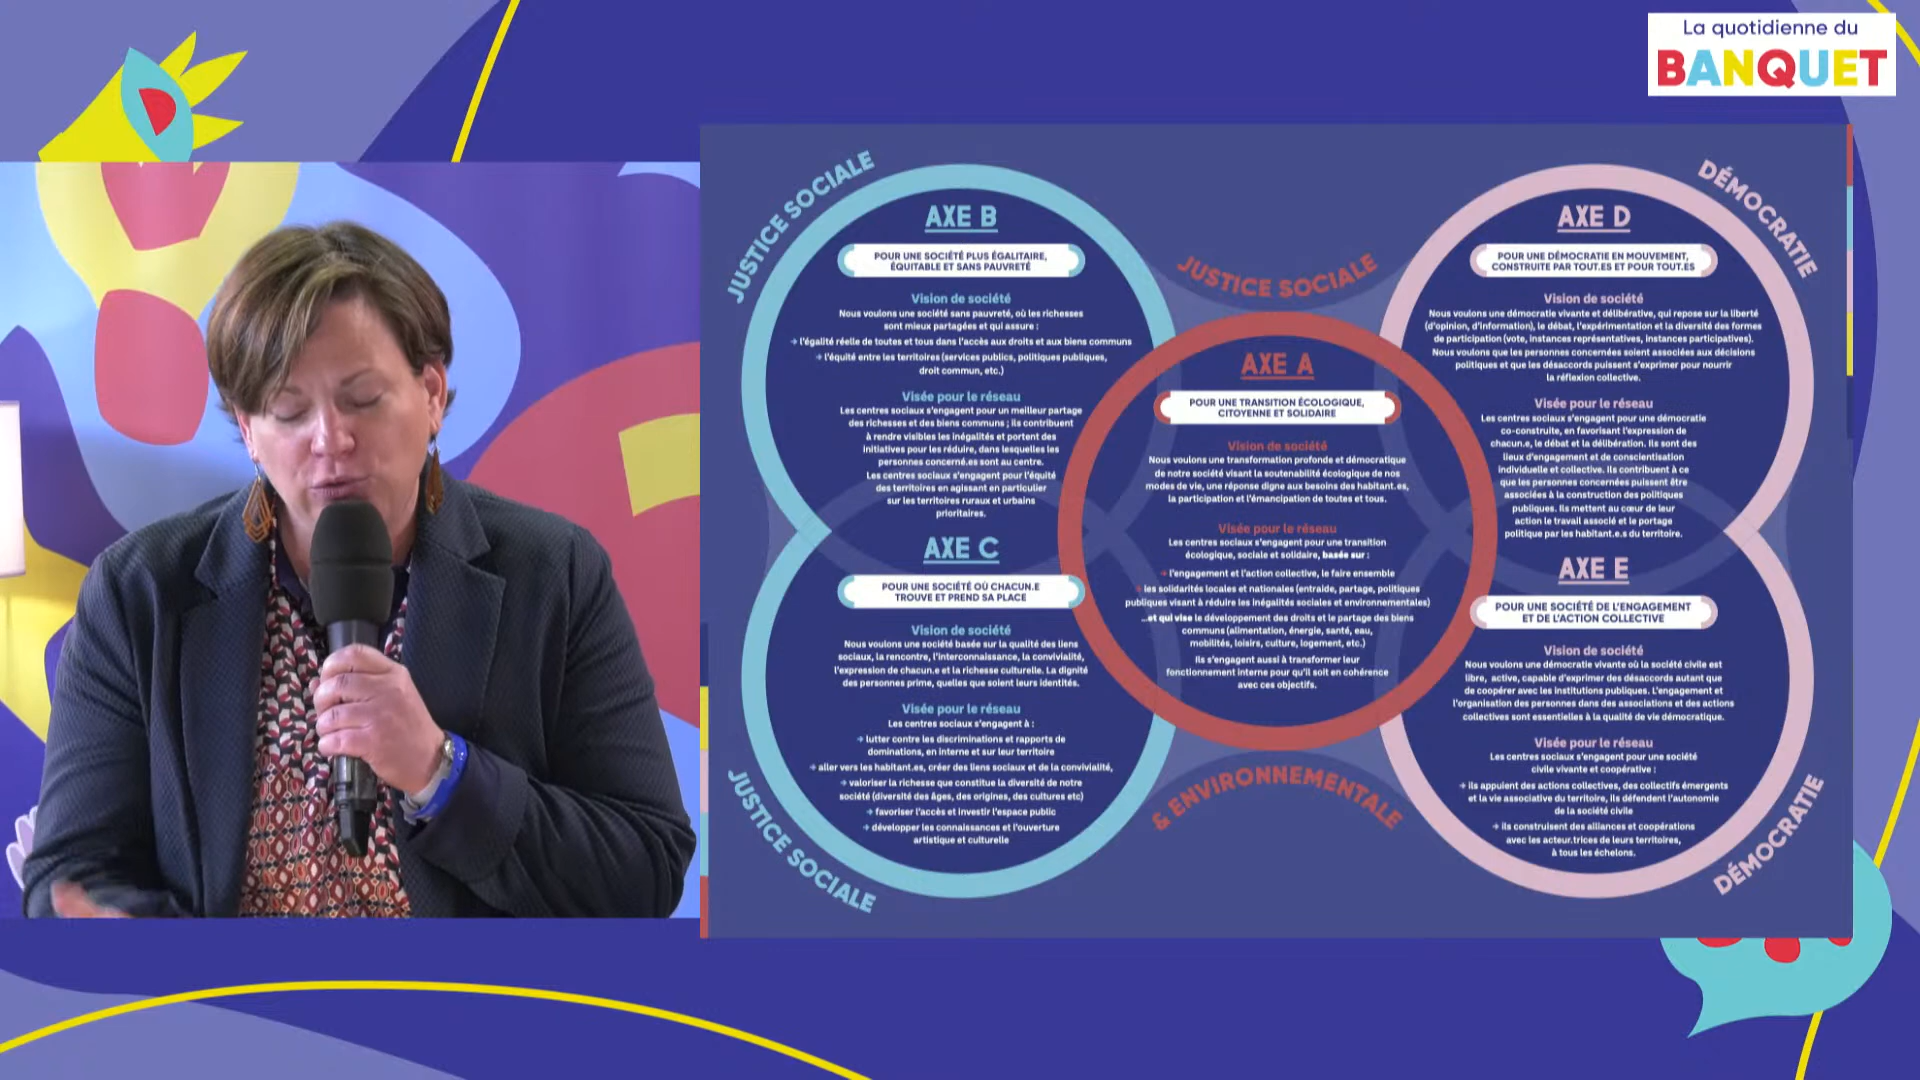 La quotidienne du
BANQUET
JUSTICE SOCIALE
AXE B
POUR UNE SOCIÉTÉ PLUS ÉGALITAIRE,
ÉQUITABLE ET SANS PAUVRETÉ
Vision de société
Nous voulons une société sans pauvreté, où les richesses
sont mieux partagées et qui assure :
→ l'égalité réelle de toutes et tous dans l'accès aux droits et aux biens communs
→ l'équité entre les territoires (services publics, politiques publiques,
droit commun, etc.)
Visée pour le réseau
Les centres sociaux s'engagent pour un meilleur partage
des richesses et des biens communs ; ils contribuent
à rendre visibles les inégalités et portent des
initiatives pour les réduire, dans lesquelles les
personnes concerné.es sont au centre.
Les centres sociaux s'engagent pour l'équité
des territoires en agissant en particulier
sur les territoires ruraux et urbains
prioritaires.
AXE C
POUR UNE SOCIÉTÉ OÙ CHACUN.E
TROUVE ET PREND SA PLACE
Vision de société
Nous voulons une société basée sur la qualité des liens
sociaux, la rencontre, l'interconnaissance, la convivialité,
l'expression de chacun.e et la richesse culturelle. La dignité
des personnes prime, quelles que soient leurs identités.
Visée pour le réseau
Les centres sociaux s'engagent à :
→ lutter contre les discriminations et rapports de
dominations, en interne et sur leur territoire
→ aller vers les habitant.es, créer des liens sociaux et de la convivialité,
→ valoriser la richesse que constitue la diversité de notre
société (diversité des âges, des origines, des cultures etc)
→ favoriser l'accès et investir l'espace public
→ développer les connaissances et l'ouverture
artistique et culturelle
JUSTICE SOCIALE
JUSTICE SOCIALE
AXE A
POUR UNE TRANSITION ÉCOLOGIQUE,
CITOYENNE ET SOLIDAIRE
Vision de société
Nous voulons une transformation profonde et démocratique
de notre société visant la soutenabilité écologique de nos
modes de vie, une réponse digne aux besoins des habitant.es,
la participation et l'émancipation de toutes et tous.
Visée pour le réseau
Les centres sociaux s'engagent pour une transition
écologique, sociale et solidaire, basée sur :
→ l'engagement et l'action collective, le faire ensemble
→ les solidarités locales et nationales (entraide, partage, politiques
publiques visant à réduire les inégalités sociales et environnementales)
...et qui vise le développement des droits et le partage des biens
communs (alimentation, énergie, santé, eau,
mobilités, loisirs, culture, logement, etc.)
Ils s'engagent aussi à transformer leur
fonctionnement interne pour qu'il soit en cohérence
avec ces objectifs.
& ENVIRONNEMENTALE
DÉMOCRATIE
AXE D
POUR UNE DÉMOCRATIE EN MOUVEMENT,
CONSTRUITE PAR TOUT.ES ET POUR TOUT.ES
Vision de société
Nous voulons une démocratie vivante et délibérative, qui repose sur la liberté
(d'opinion, d'information), le débat, l'expérimentation et la diversité des formes
de participation (vote, instances représentatives, instances participatives).
Nous voulons que les personnes concernées soient associées aux décisions
politiques et que les désaccords puissent s'exprimer pour nourrir
la réflexion collective.
Visée pour le réseau
Les centres sociaux s'engagent pour une démocratie
co-construite, en favorisant l'expression de
chacun.e, le débat et la délibération. Ils sont des
lieux d'engagement et de conscientisation
individuelle et collective. Ils contribuent à ce
que les personnes concernées puissent être
associées à la construction des politiques
publiques. Ils mettent au cœur de leur
action le travail associé et le portage
politique par les habitant.e.s du territoire.
AXE E
POUR UNE SOCIÉTÉ DE L'ENGAGEMENT
ET DE L'ACTION COLLECTIVE
Vision de société
Nous voulons une démocratie vivante où la société civile est
libre, active, capable d'exprimer des désaccords autant que
de coopérer avec les institutions publiques. L'engagement et
l'organisation des personnes dans des associations et des actions
collectives sont essentielles à la qualité de vie démocratique.
Visée pour le réseau
Les centres sociaux s'engagent pour une société
civile vivante et coopérative :
→ ils appuient des actions collectives, des collectifs émergents
et la vie associative du territoire, ils défendent l'autonomie
de la société civile
→ ils construisent des alliances et coopérations
avec les acteur.trices de leurs territoires,
à tous les échelons.
DÉMOCRATIE